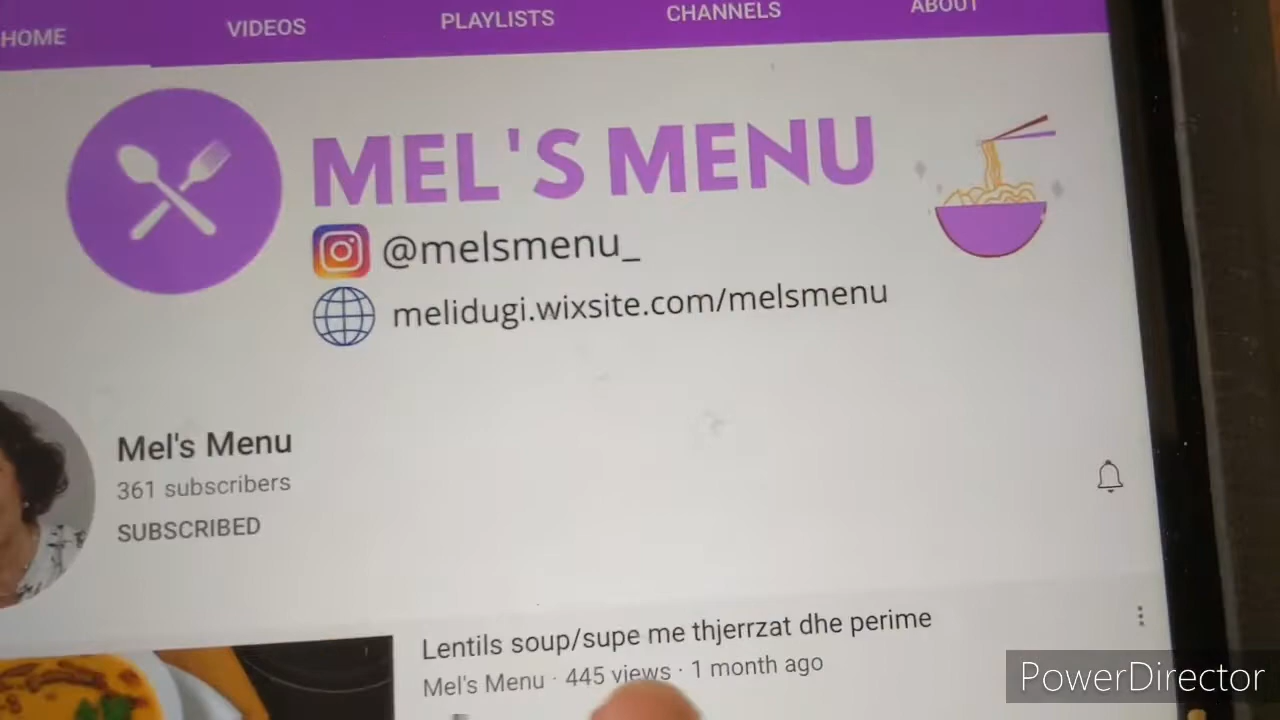 HOME VIDEOS PLAYLISTS CHANNELS ABOUT
MEL'S MENU
@melsmenu_
melidugi.wixsite.com/melsmenu
Mel's Menu
361 subscribers
SUBSCRIBED
Lentils soup/supe me thjerrzat dhe perime
Mel's Menu · 445 views · 1 month ago
PowerDirector